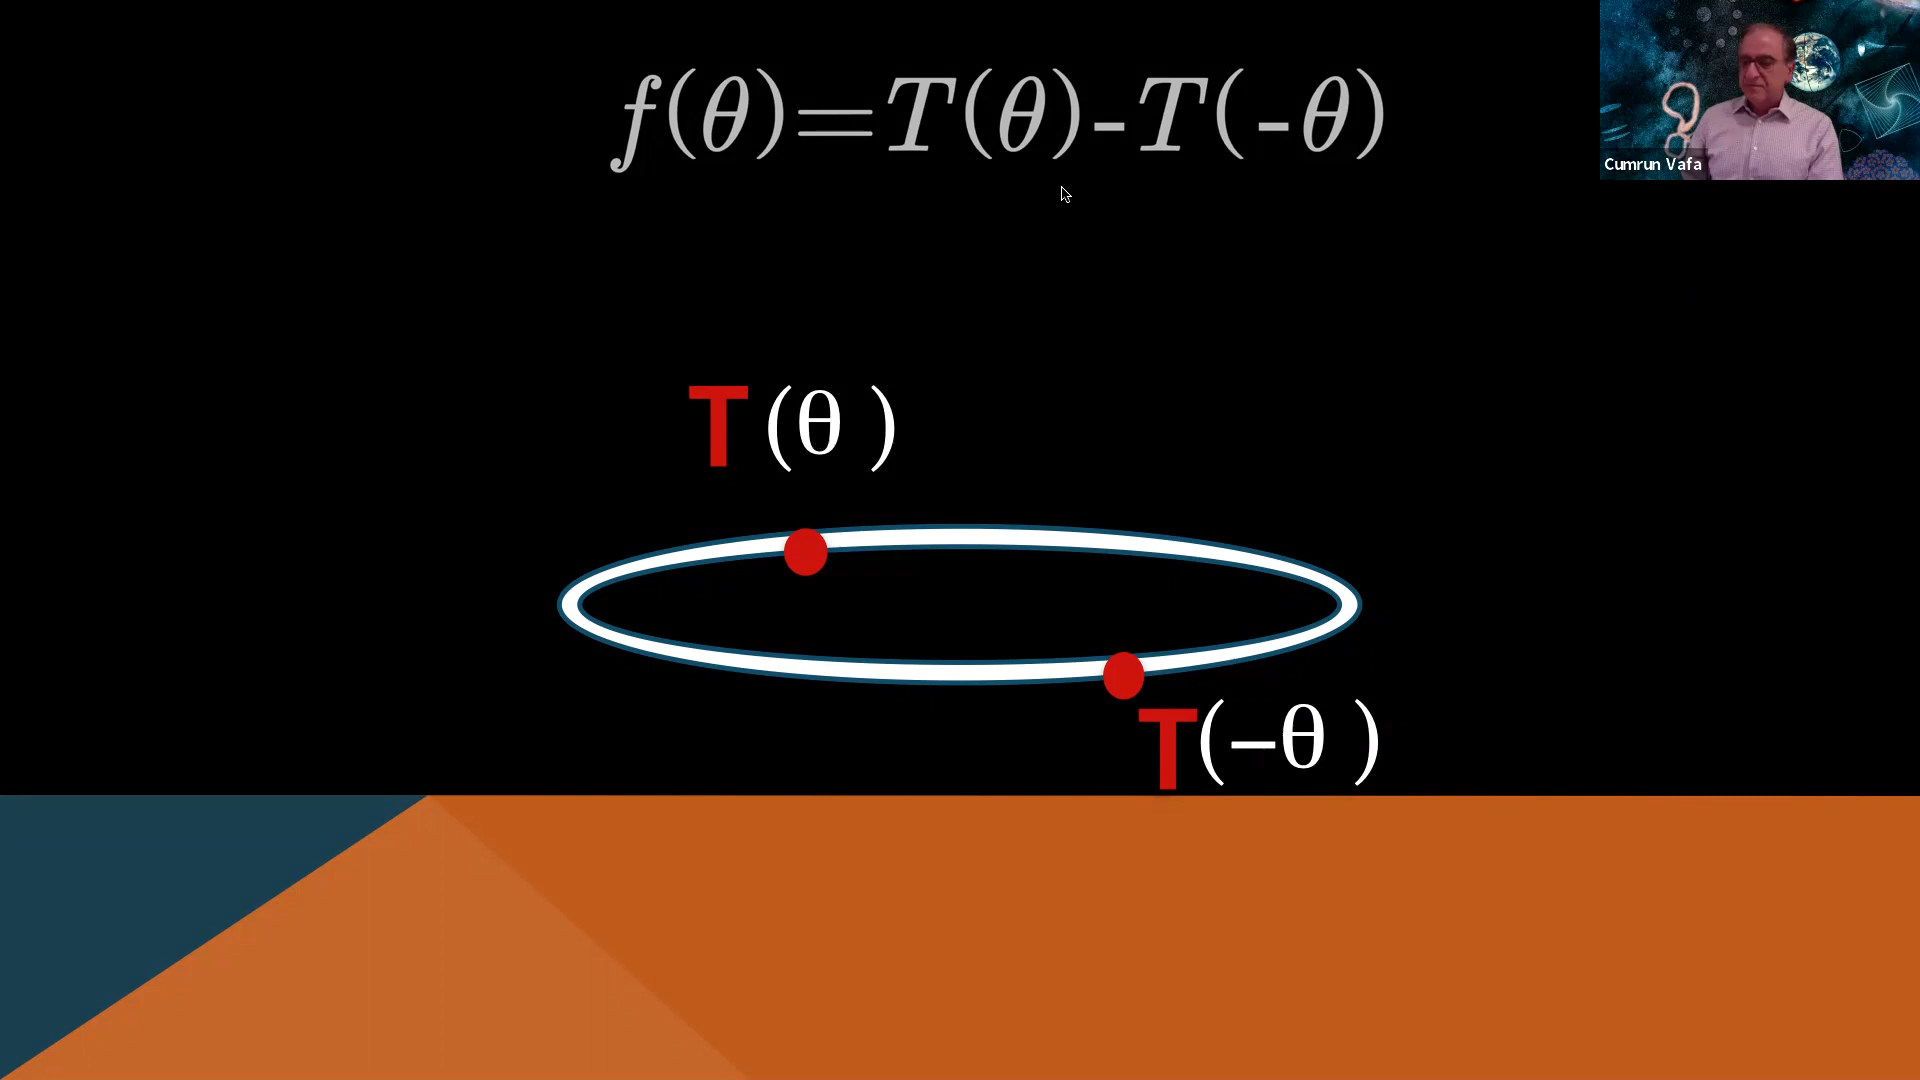 f(θ)=T(θ)-T(-θ)
Cumrun Vafa
T (θ )
T(−θ )